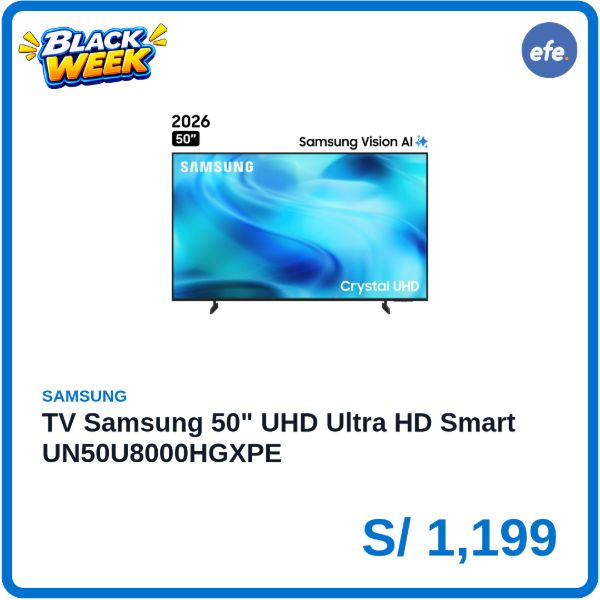 BLACK
WEEK
efe.
2026
50"
Samsung Vision AI
SAMSUNG
Crystal UHD
SAMSUNG
TV Samsung 50" UHD Ultra HD Smart
UN50U8000HGXPE
S/ 1,199